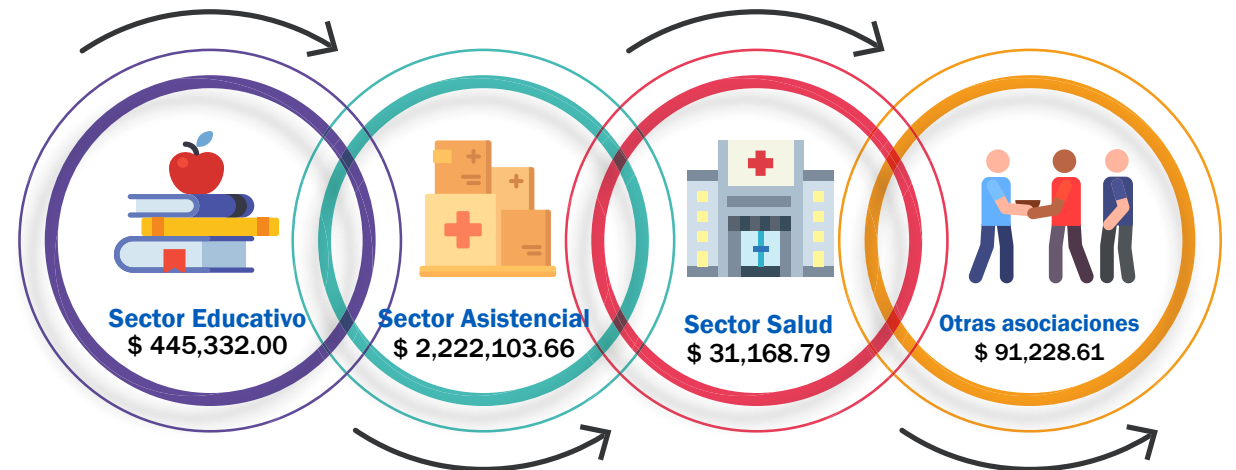 Sector Educativo
$ 445,332.00
Sector Asistencial
$ 2,222,103.66
Sector Salud
$ 31,168.79
Otras asociaciones
$ 91,228.61